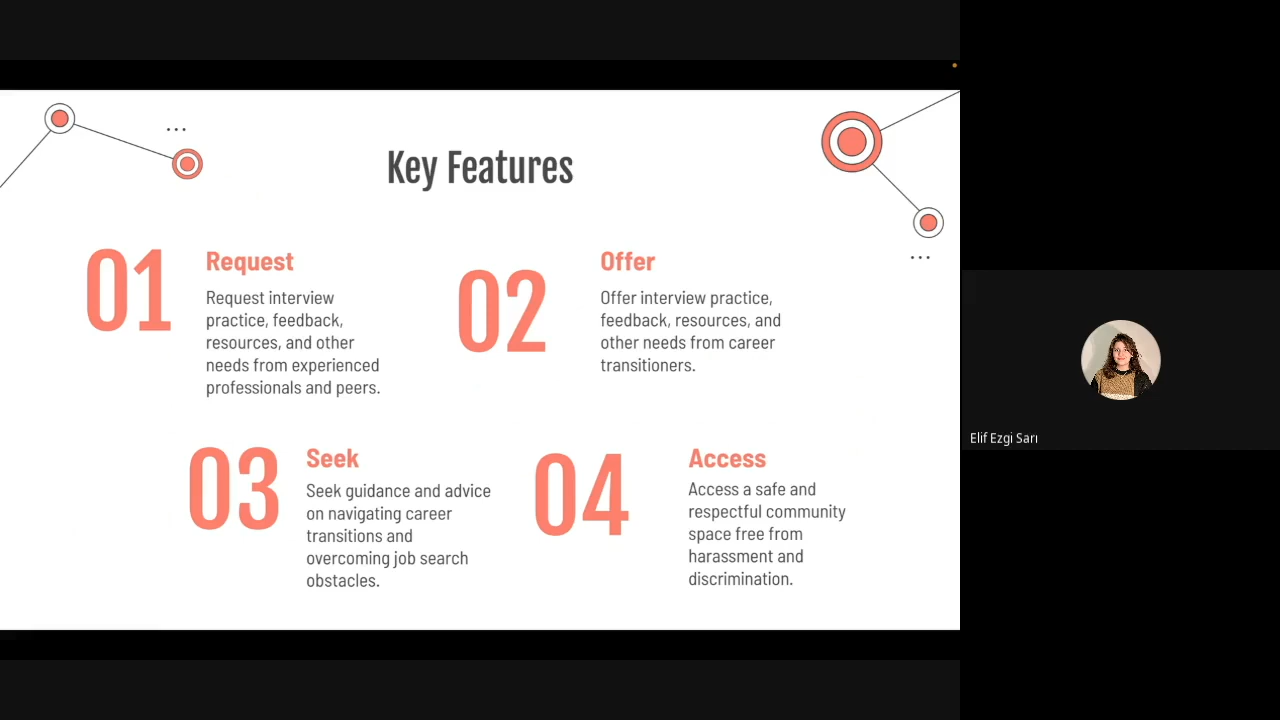 Key Features
01
Request
Request interview
practice, feedback,
resources, and other
needs from experienced
professionals and peers.
02
Offer
Offer interview practice,
feedback, resources, and
other needs from career
transitioners.
03
Seek
Seek guidance and advice
on navigating career
transitions and
overcoming job search
obstacles.
04
Access
Access a safe and
respectful community
space free from
harassment and
discrimination.
Elif Ezgi Sarı